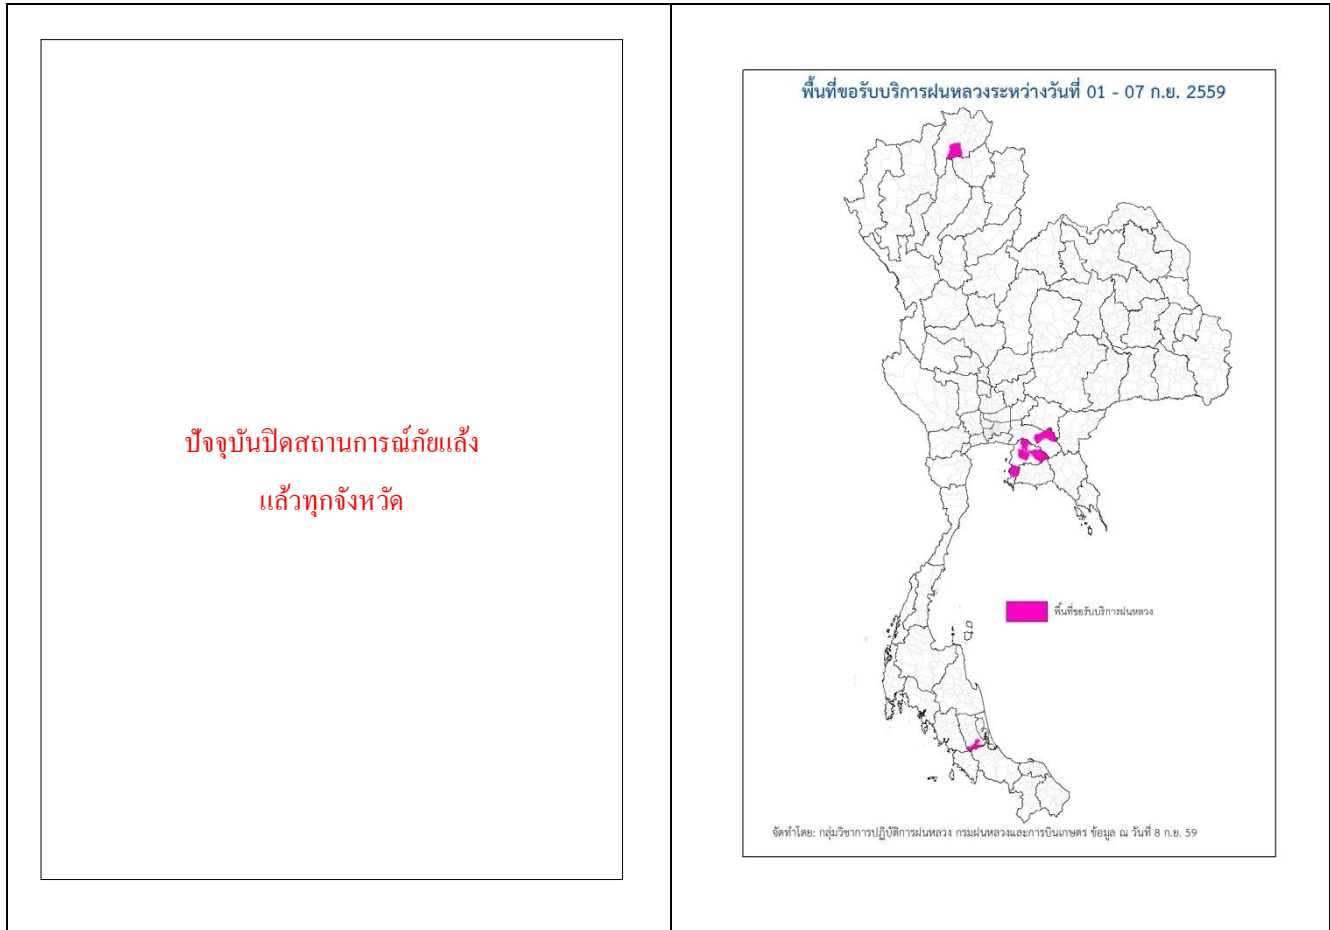 ปัจจุบันปิดสถานการณ์ภัยแล้ง
แล้วทุกจังหวัด
พื้นที่ขอรับบริการฝนหลวงระหว่างวันที่ 01 - 07 ก.ย. 2559
พื้นที่ขอรับบริการฝนหลวง
จัดทำโดย: กลุ่มวิชาการปฏิบัติการฝนหลวง กรมฝนหลวงและการบินเกษตร ข้อมูล ณ วันที่ 8 ก.ย. 59